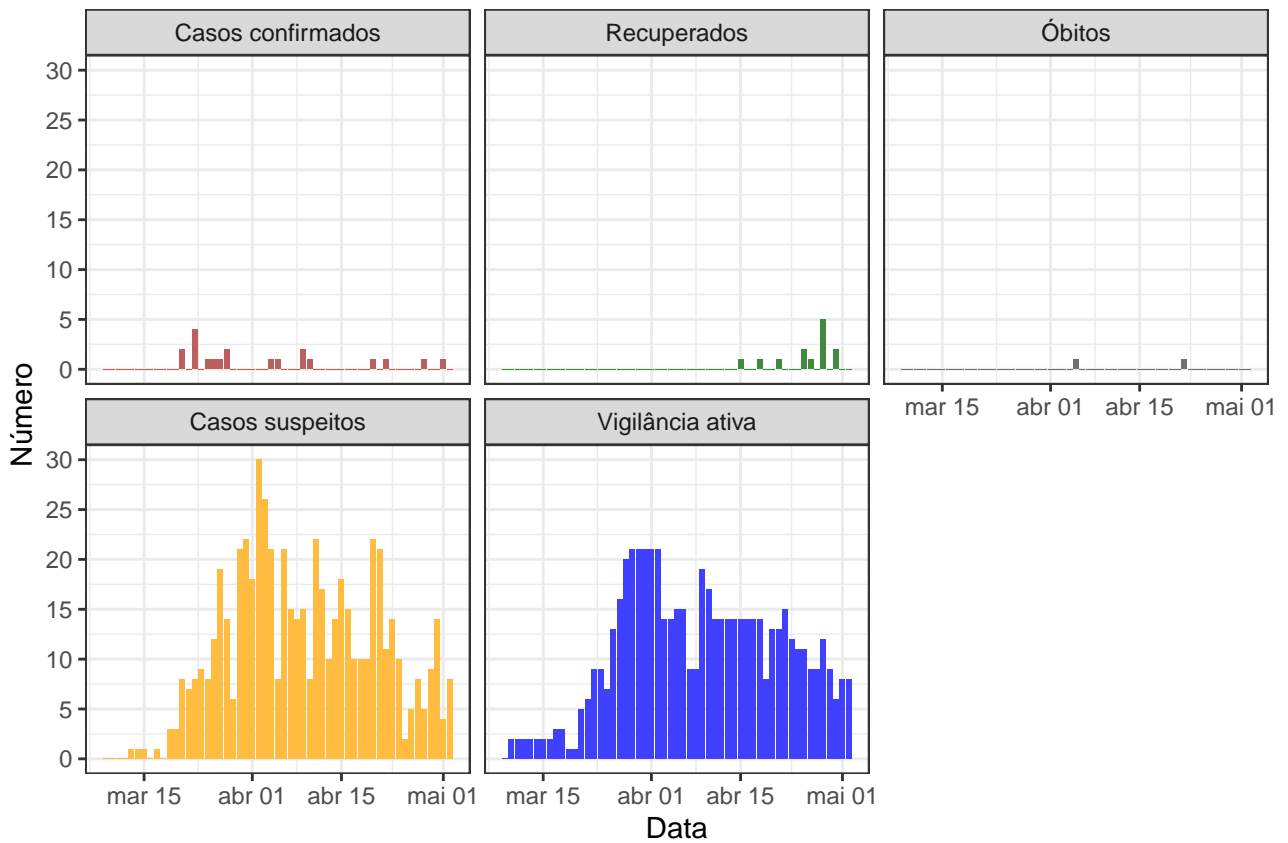 Casos confirmados
Recuperados
Óbitos
30
25
20
15
10
5
0
mar 15 abr 01 abr 15 mai 01
Número
Casos suspeitos
Vigilância ativa
30
25
20
15
10
5
0
mar 15 abr 01 abr 15 mai 01
mar 15 abr 01 abr 15 mai 01
Data